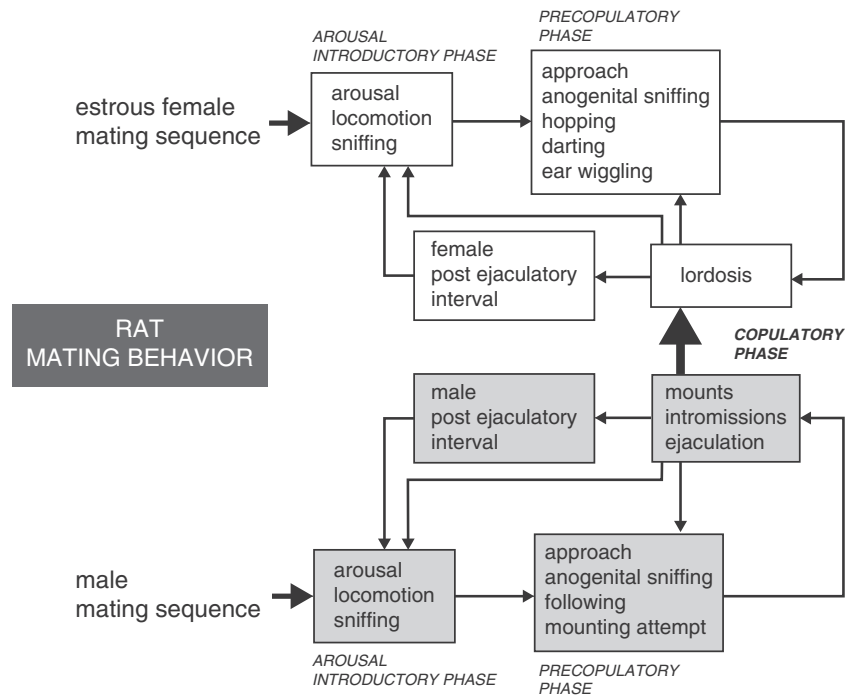 AROUSAL
INTRODUCTORY PHASE
PRECOPULATORY
PHASE
estrous female
mating sequence
arousal
locomotion
sniffing
approach
anogenital sniffing
hopping
darting
ear wiggling
female
post ejaculatory
interval
lordosis
RAT
MATING BEHAVIOR
COPULATORY
PHASE
male
post ejaculatory
interval
mounts
intromissions
ejaculation
male
mating sequence
arousal
locomotion
sniffing
approach
anogenital sniffing
following
mounting attempt
AROUSAL
INTRODUCTORY PHASE
PRECOPULATORY
PHASE